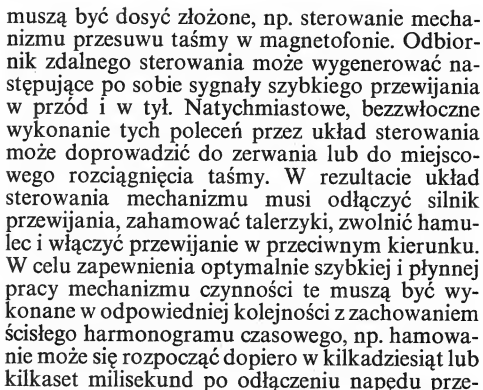 muszą być dosyć złożone, np. sterowanie mecha-
nizmu przesuwu taśmy w magnetofonie. Odbior-
nik zdalnego sterowania może wygenerować na-
stępujące po sobie sygnały szybkiego przewijania
w przód i w tył. Natychmiastowe, bezzwłoczne
wykonanie tych poleceń przez układ sterowania
może doprowadzić do zerwania lub do miejsco-
wego rozciągnięcia taśmy. W rezultacie układ
sterowania mechanizmu musi odłączyć silnik
przewijania, zahamować talerzyki, zwolnić hamu-
lec i włączyć przewijanie w przeciwnym kierunku.
W celu zapewnienia optymalnie szybkiej i płynnej
pracy mechanizmu czynności te muszą być wy-
konane w odpowiedniej kolejności z zachowaniem
ścisłego harmonogramu czasowego, np. hamowa-
nie może się rozpocząć dopiero w kilkadziesiąt lub
kilkaset milisekund po odłączeniu napędu prze-